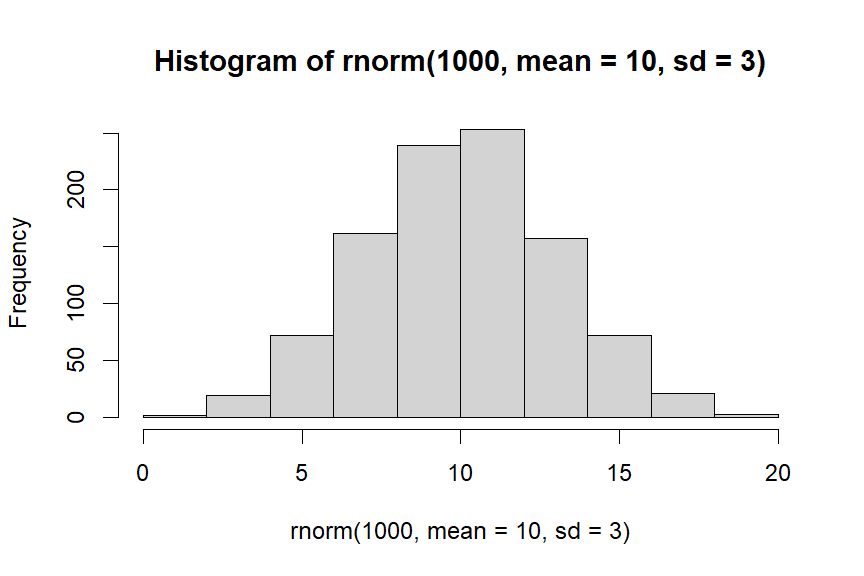 Histogram of rnorm(1000, mean = 10, sd = 3)
Frequency
200
100
50
0
0 5 10 15 20
rnorm(1000, mean = 10, sd = 3)